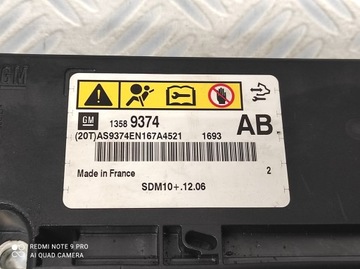 GM
GM 1358 9374 AB
(20T)AS9374EN167A4521 1693
Made in France 2
SDM10+.12.06
REDMI NOTE 9 PRO
AI QUAD CAMERA